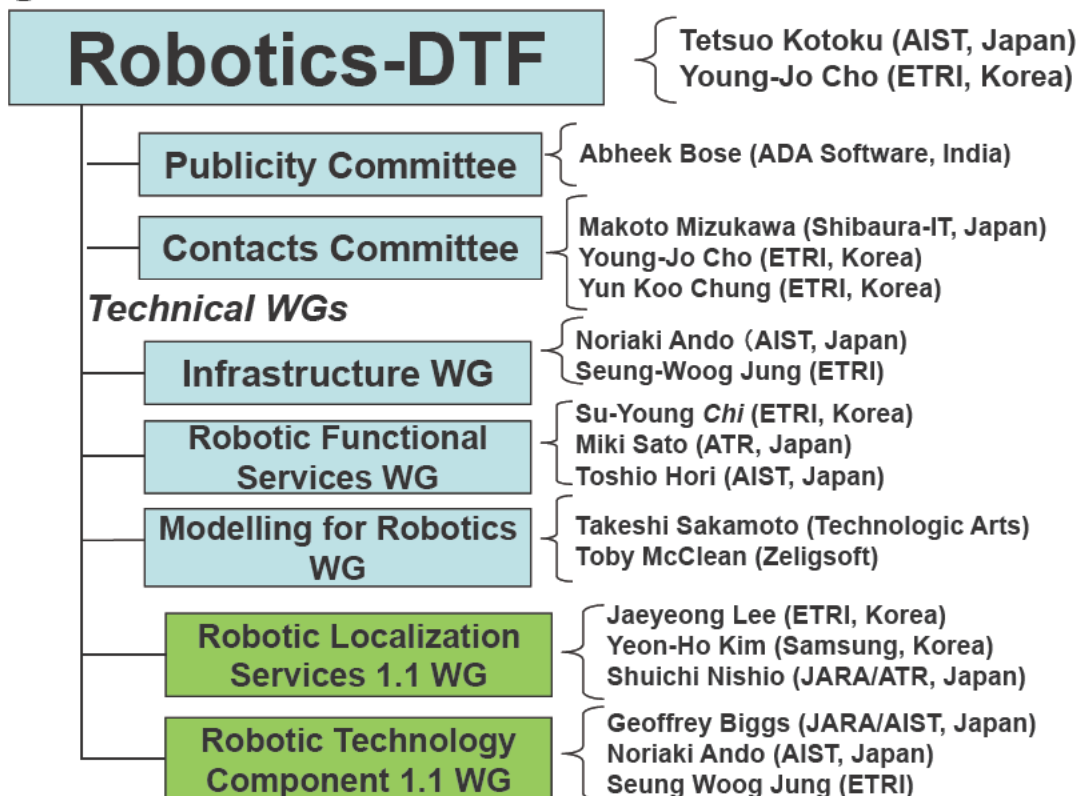 Robotics-DTF
Tetsuo Kotoku (AIST, Japan)
Young-Jo Cho (ETRI, Korea)
Publicity Committee
Abheek Bose (ADA Software, India)
Contacts Committee
Makoto Mizukawa (Shibaura-IT, Japan)
Young-Jo Cho (ETRI, Korea)
Yun Koo Chung (ETRI, Korea)
Technical WGs
Infrastructure WG
Noriaki Ando（AIST, Japan)
Seung-Woog Jung (ETRI)
Robotic Functional
Services WG
Su-Young Chi (ETRI, Korea)
Miki Sato (ATR, Japan)
Toshio Hori (AIST, Japan)
Modelling for Robotics
WG
Takeshi Sakamoto (Technologic Arts)
Toby McClean (Zeligsoft)
Robotic Localization
Services 1.1 WG
Jaeyeong Lee (ETRI, Korea)
Yeon-Ho Kim (Samsung, Korea)
Shuichi Nishio (JARA/ATR, Japan)
Robotic Technology
Component 1.1 WG
Geoffrey Biggs (JARA/AIST, Japan)
Noriaki Ando (AIST, Japan)
Seung Woog Jung (ETRI)